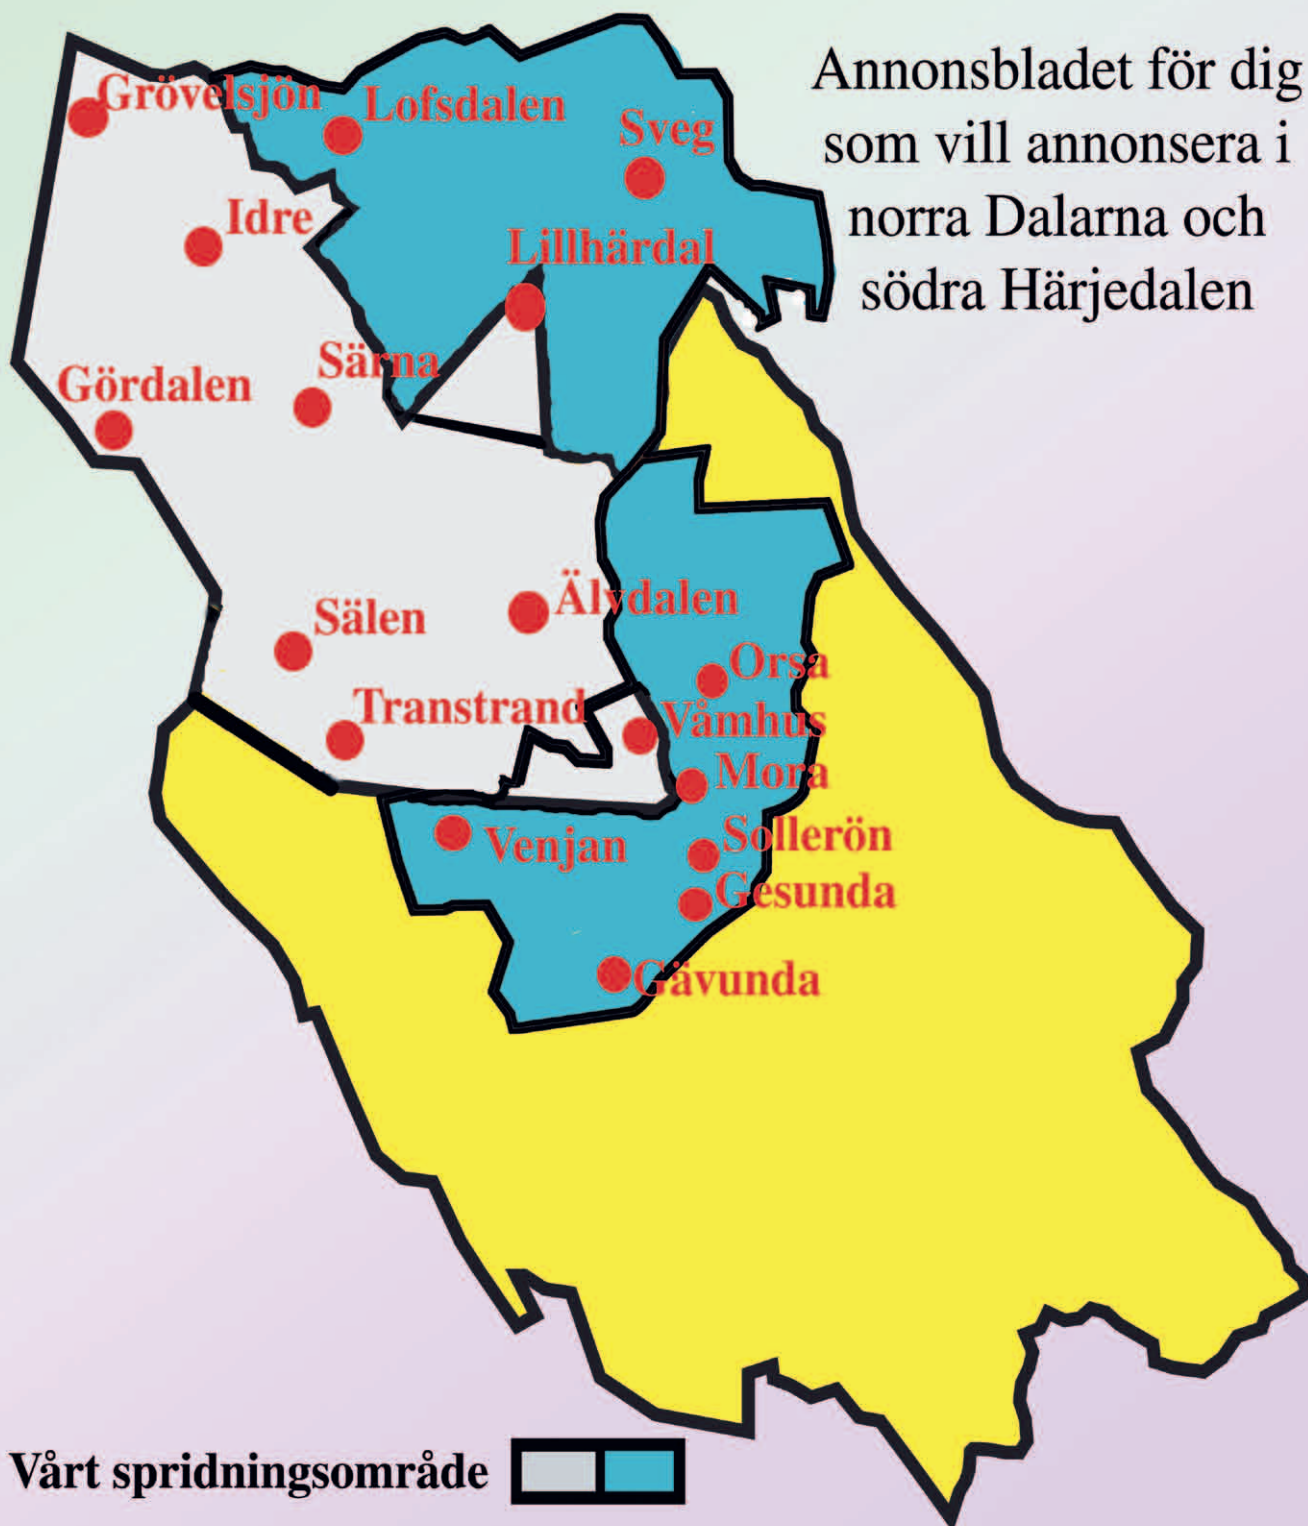 Annonsbladet för dig
som vill annonsera i
norra Dalarna och
södra Härjedalen
Grövelsjön
Lofsdalen
Sveg
Idre
Lillhärdal
Särna
Gördalen
Älvdalen
Sälen
Orsa
Transtrand
Våmhus
Mora
Venjan
Sollerön
Gesunda
Gävunda
Vårt spridningsområde